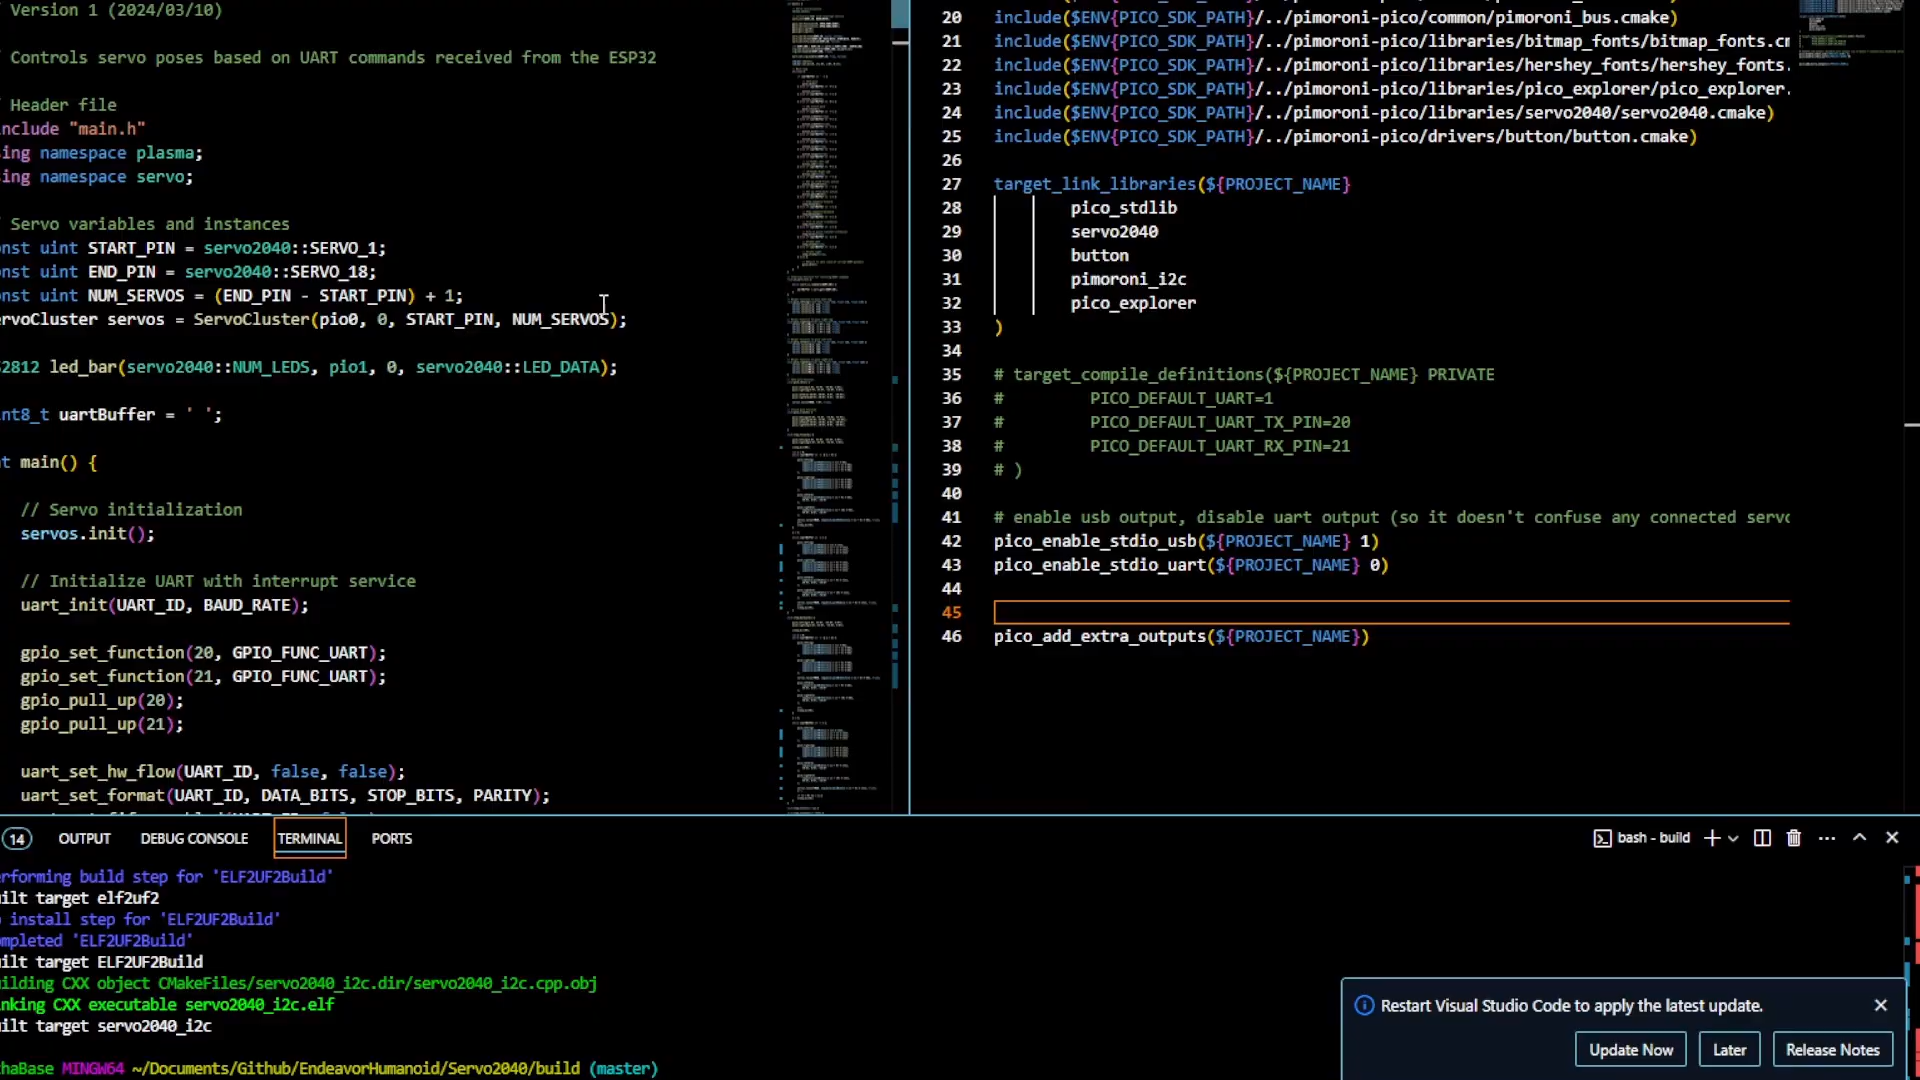 Version 1 (2024/03/10)
Controls servo poses based on UART commands received from the ESP32
Header file
nclude "main.h"
ing namespace plasma;
ing namespace servo;
Servo variables and instances
nst uint START_PIN = servo2040::SERVO_1;
nst uint END_PIN = servo2040::SERVO_18;
nst uint NUM_SERVOS = (END_PIN - START_PIN) + 1;
rvoCluster servos = ServoCluster(pio0, 0, START_PIN, NUM_SERVOS);
S2812 led_bar(servo2040::NUM_LEDS, pio1, 0, servo2040::LED_DATA);
nt8_t uartBuffer = ' ';
t main() {
// Servo initialization
servos.init();
// Initialize UART with interrupt service
uart_init(UART_ID, BAUD_RATE);
gpio_set_function(20, GPIO_FUNC_UART);
gpio_set_function(21, GPIO_FUNC_UART);
gpio_pull_up(20);
gpio_pull_up(21);
uart_set_hw_flow(UART_ID, false, false);
uart_set_format(UART_ID, DATA_BITS, STOP_BITS, PARITY);
20 include($ENV{PICO_SDK_PATH}/../pimoroni-pico/common/pimoroni_bus.cmake)
21 include($ENV{PICO_SDK_PATH}/../pimoroni-pico/libraries/bitmap_fonts/bitmap_fonts.cm
22 include($ENV{PICO_SDK_PATH}/../pimoroni-pico/libraries/hershey_fonts/hershey_fonts.
23 include($ENV{PICO_SDK_PATH}/../pimoroni-pico/libraries/pico_explorer/pico_explorer.
24 include($ENV{PICO_SDK_PATH}/../pimoroni-pico/libraries/servo2040/servo2040.cmake)
25 include($ENV{PICO_SDK_PATH}/../pimoroni-pico/drivers/button/button.cmake)
26
27 target_link_libraries(${PROJECT_NAME}
28 pico_stdlib
29 servo2040
30 button
31 pimoroni_i2c
32 pico_explorer
33 )
34
35 # target_compile_definitions(${PROJECT_NAME} PRIVATE
36 # PICO_DEFAULT_UART=1
37 # PICO_DEFAULT_UART_TX_PIN=20
38 # PICO_DEFAULT_UART_RX_PIN=21
39 # )
40
41 # enable usb output, disable uart output (so it doesn't confuse any connected servo
42 pico_enable_stdio_usb(${PROJECT_NAME} 1)
43 pico_enable_stdio_uart(${PROJECT_NAME} 0)
44
45
46 pico_add_extra_outputs(${PROJECT_NAME})
14 OUTPUT DEBUG CONSOLE TERMINAL PORTS
bash - build
erforming build step for 'ELF2UF2Build'
ilt target elf2uf2
o install step for 'ELF2UF2Build'
mpleted 'ELF2UF2Build'
ilt target ELF2UF2Build
ilding CXX object CMakeFiles/servo2040_i2c.dir/servo2040_i2c.cpp.obj
nking CXX executable servo2040_i2c.elf
ilt target servo2040_i2c
haBase MINGW64 ~/Documents/Github/EndeavorHumanoid/Servo2040/build (master)
Restart Visual Studio Code to apply the latest update.
Update Now Later Release Notes